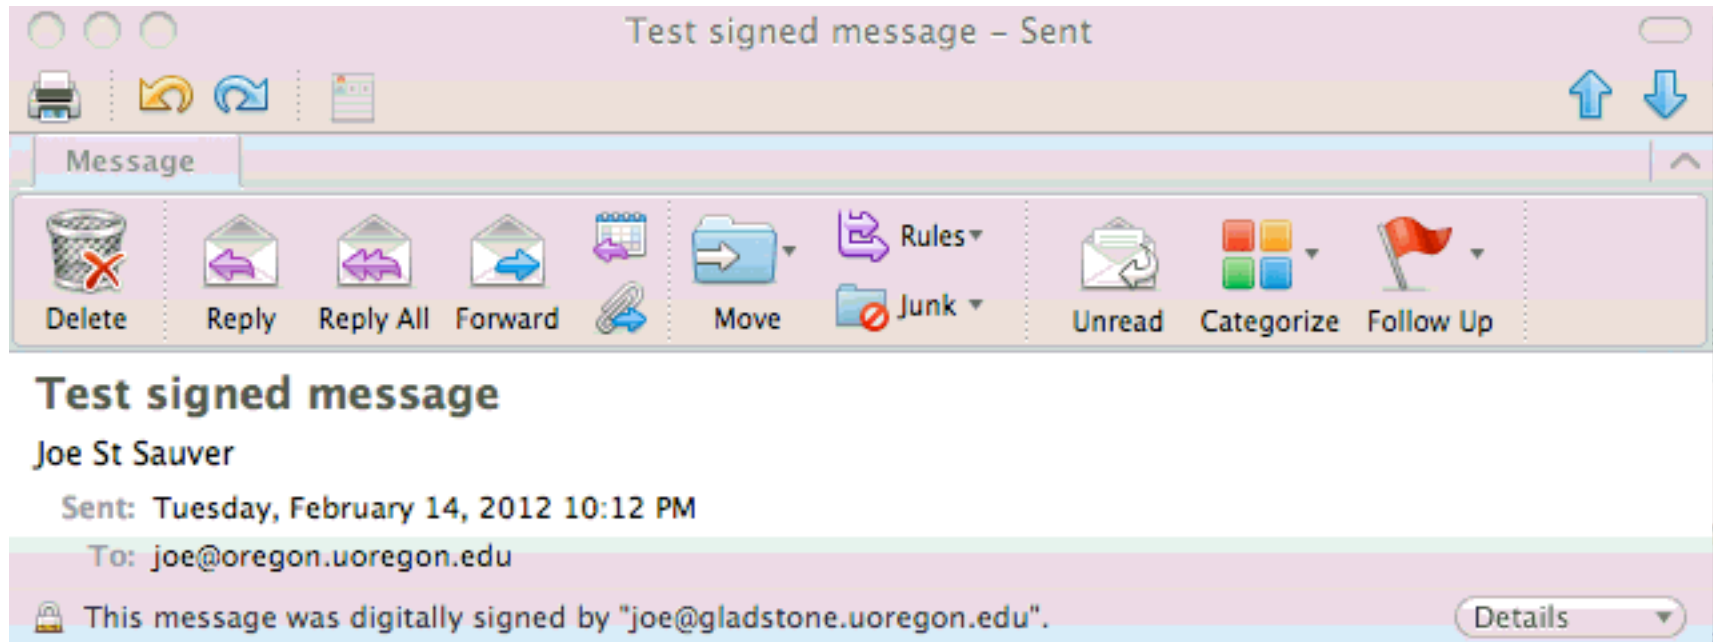 Test signed message – Sent
Message
Rules
Junk
Delete Reply Reply All Forward Move Unread Categorize Follow Up
Test signed message
Joe St Sauver
Sent: Tuesday, February 14, 2012 10:12 PM
To: joe@oregon.uoregon.edu
This message was digitally signed by "joe@gladstone.uoregon.edu". Details